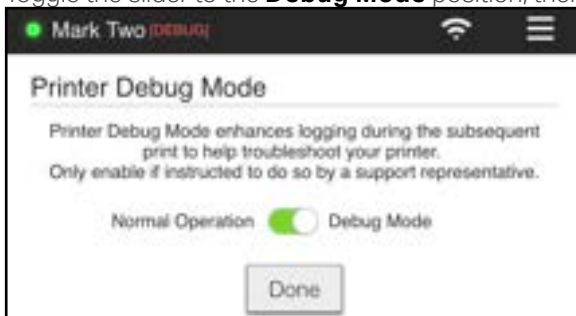 Toggle the slider to the Debug Mode position, then
Mark Two [DEBUG]
Printer Debug Mode
Printer Debug Mode enhances logging during the subsequent
print to help troubleshoot your printer.
Only enable if instructed to do so by a support representative.
Normal Operation Debug Mode
Done